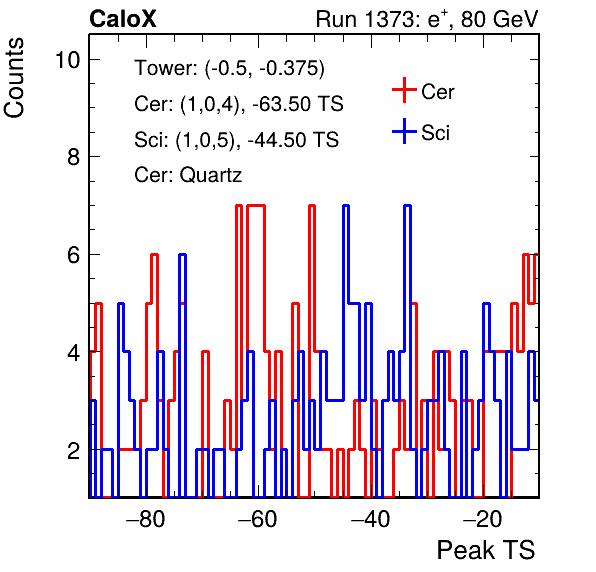 CaloX Run 1373: e⁺, 80 GeV
Counts
10
8
6
4
2
Tower: (-0.5, -0.375)
Cer: (1,0,4), -63.50 TS
Sci: (1,0,5), -44.50 TS
Cer: Quartz
Cer
Sci
−80 −60 −40 −20
Peak TS